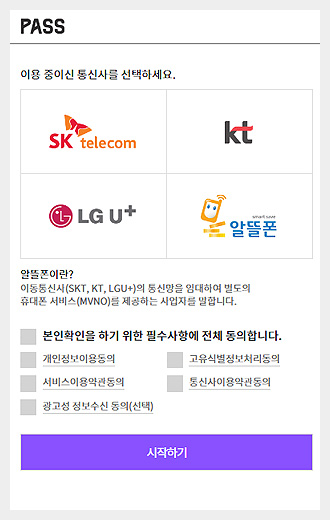 PASS
이용 중이신 통신사를 선택하세요.
SK telecom
kt
LG U+
smart saver
알뜰폰
알뜰폰이란?
이동통신사(SKT, KT, LGU+)의 통신망을 임대하여 별도의
휴대폰 서비스(MVNO)를 제공하는 사업자를 말합니다.
본인확인을 하기 위한 필수사항에 전체 동의합니다.
개인정보이용동의
고유식별정보처리동의
서비스이용약관동의
통신사이용약관동의
광고성 정보수신 동의(선택)
시작하기